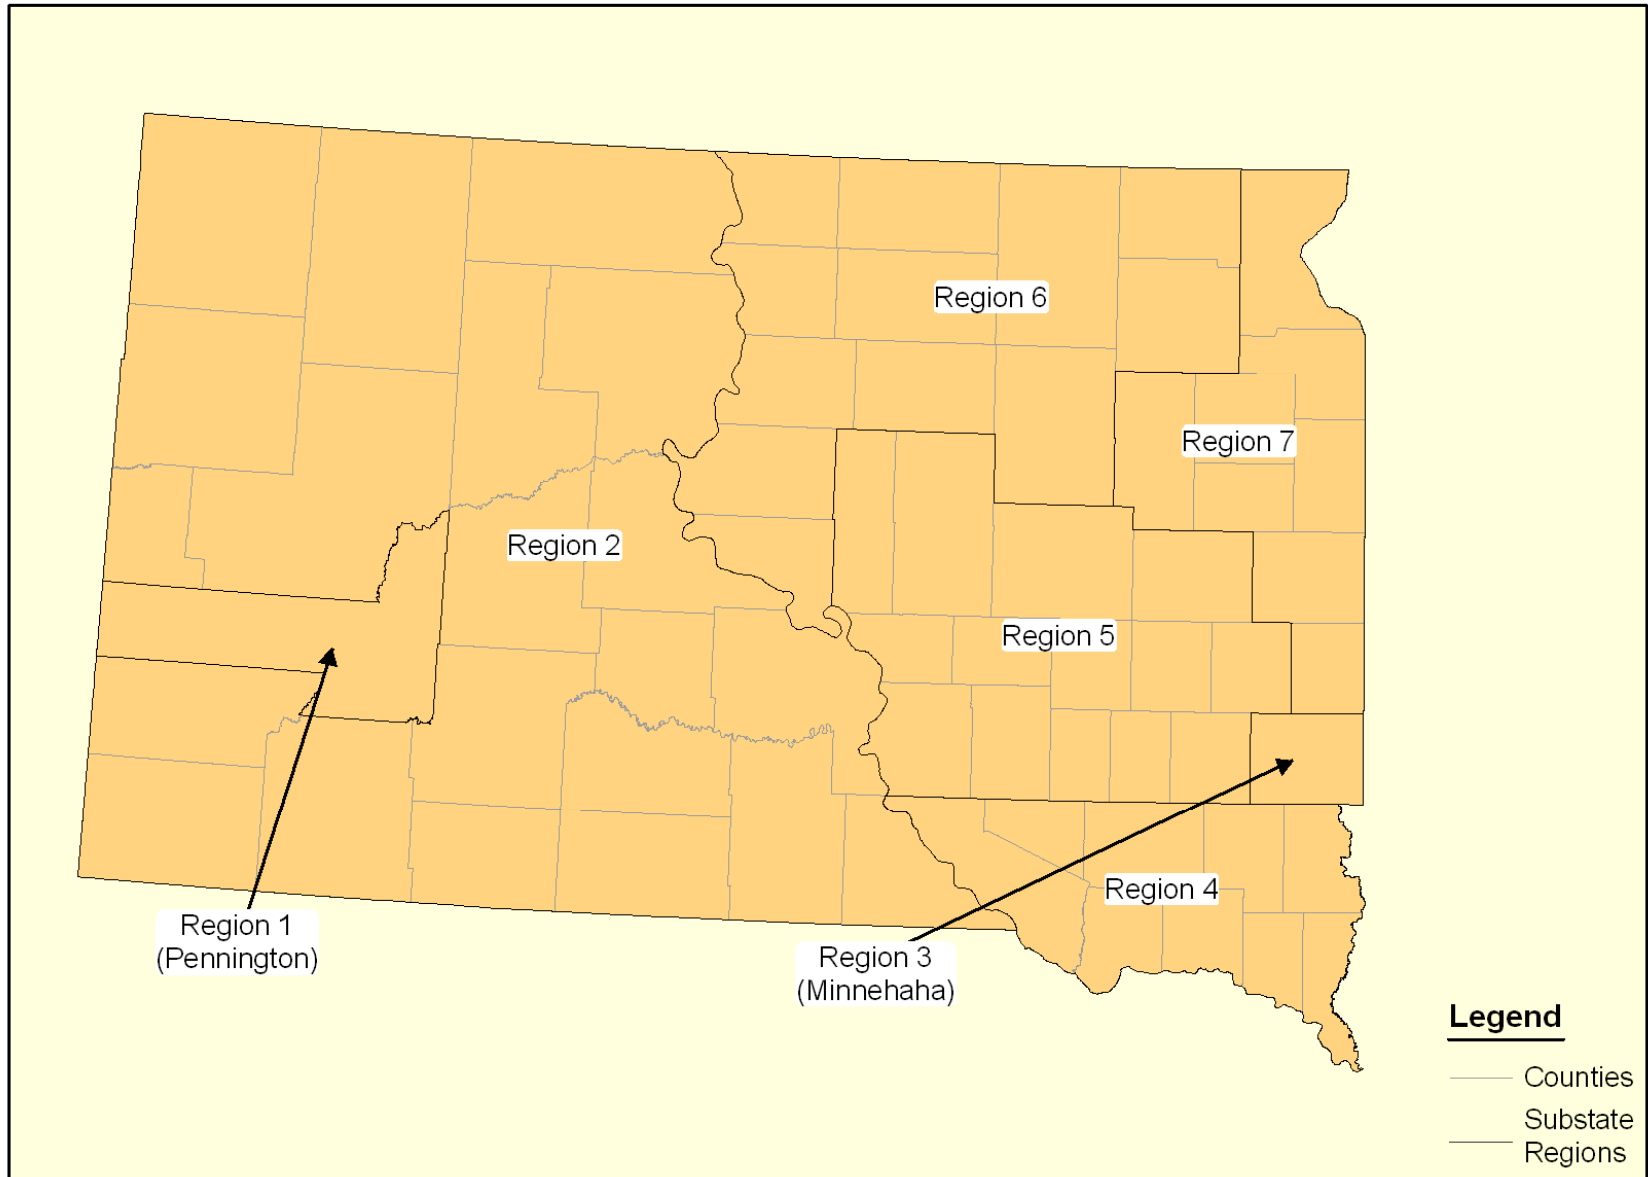 Region 6
Region 7
Region 2
Region 5
Region 4
Region 1
(Pennington)
Region 3
(Minnehaha)
Legend
Counties
Substate
Regions